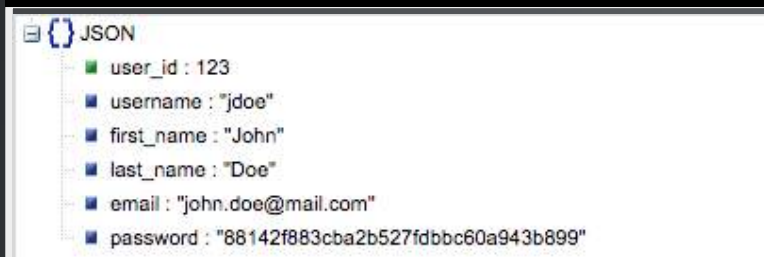 JSON
user_id : 123
username : "jdoe"
first_name : "John"
last_name : "Doe"
email : "john.doe@mail.com"
password : "88142f883cba2b527fdbbc60a943b899"